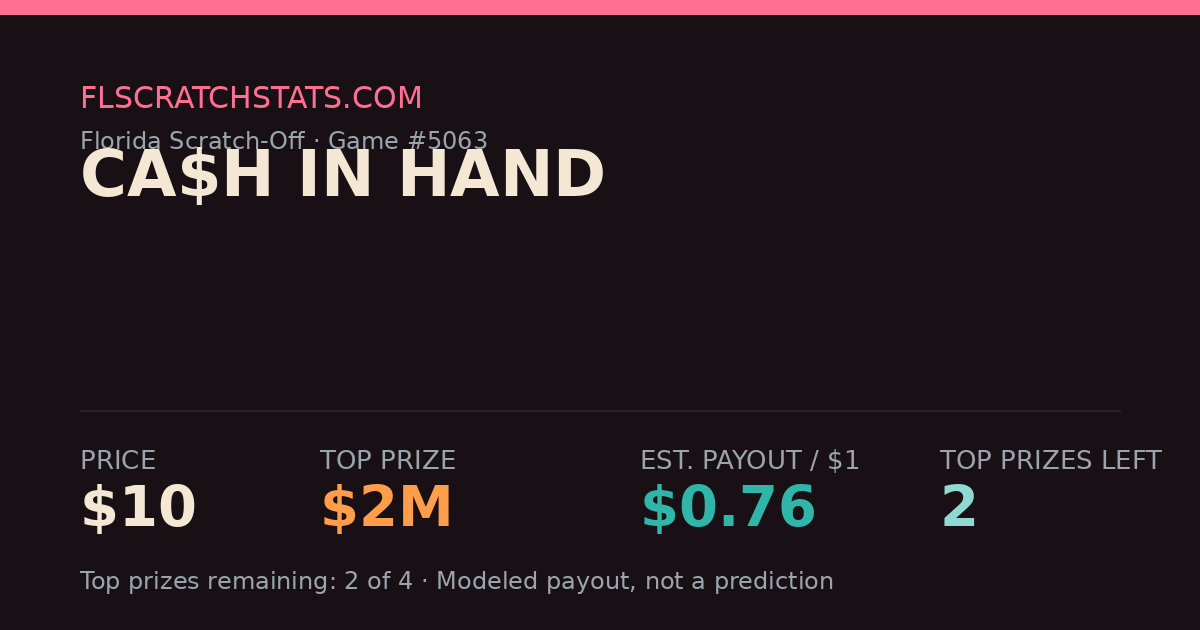 FLSCRATCHSTATS.COM
Florida Scratch-Off · Game #5063
CA$H IN HAND
PRICE TOP PRIZE EST. PAYOUT / $1 TOP PRIZES LEFT
$10 $2M $0.76 2
Top prizes remaining: 2 of 4 · Modeled payout, not a prediction